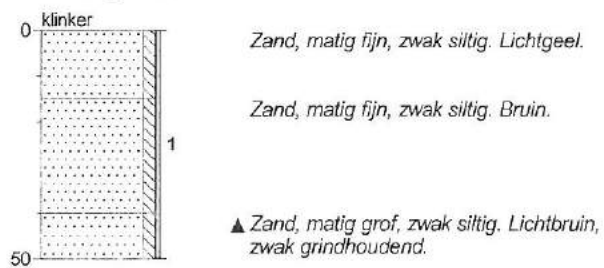 klinker
0
Zand, matig fijn, zwak siltig. Lichtgeel.
Zand, matig fijn, zwak siltig. Bruin.
1
▲ Zand, matig grof, zwak siltig. Lichtbruin,
zwak grindhoudend.
50